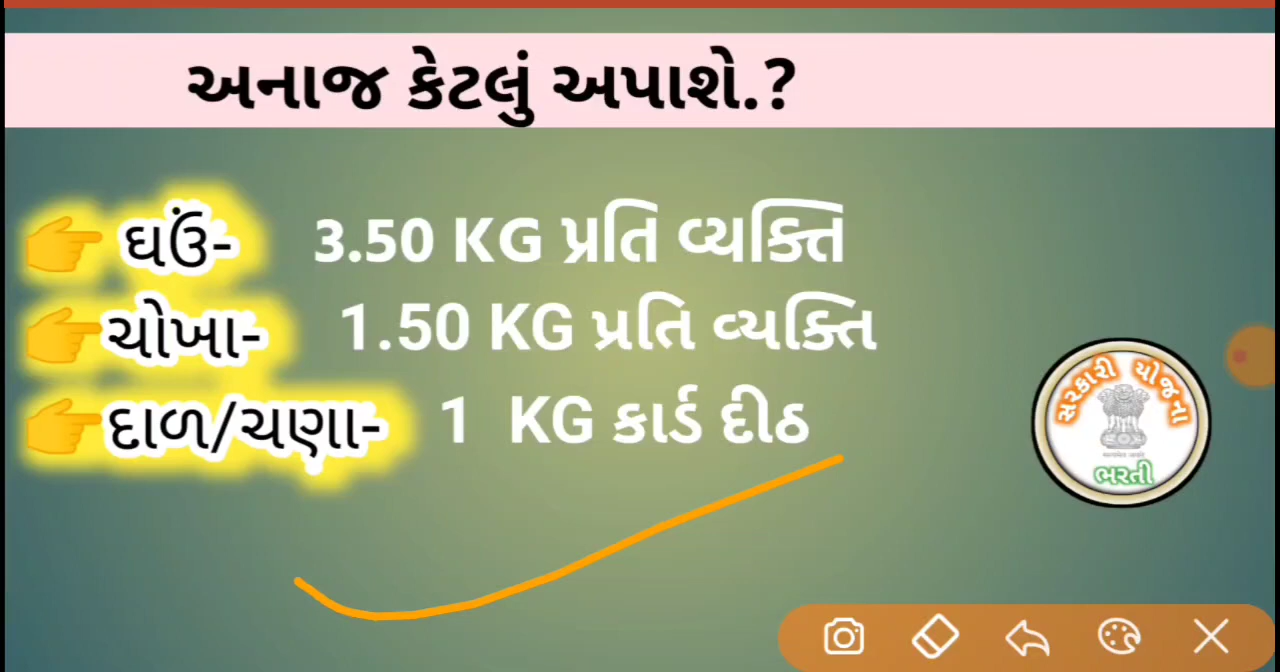 અનાજ કેટલું અપાશે.?
ઘઉં- 3.50 KG પ્રતિ વ્યક્તિ
ચોખા- 1.50 KG પ્રતિ વ્યક્તિ
દાળ/ચણા- 1 KG કાર્ડ દીઠ
સરકારી યોજના
ભરતી